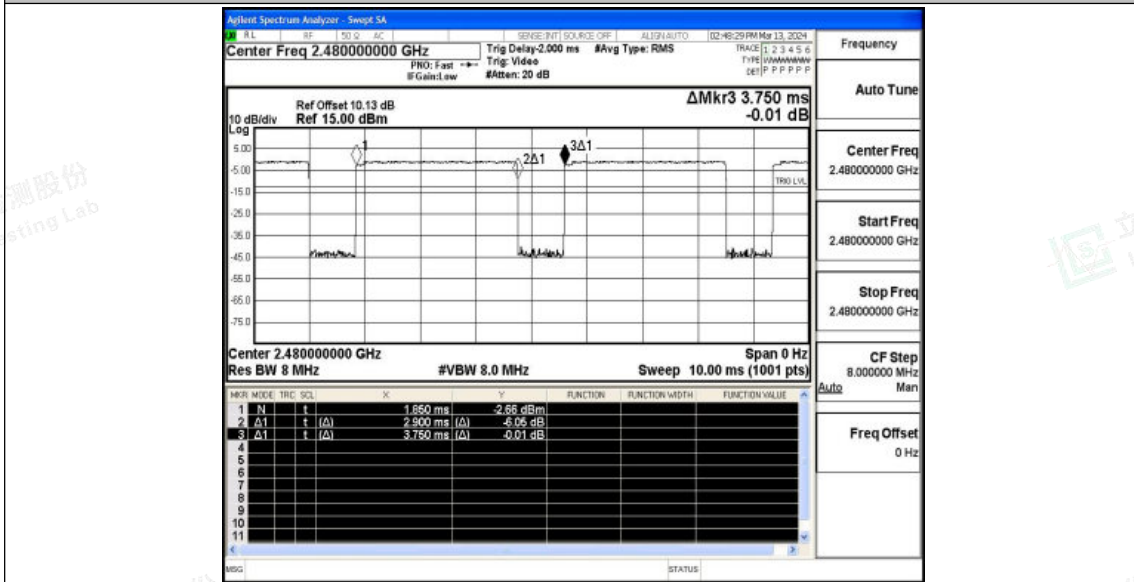 Agilent Spectrum Analyzer - Swept SA
RL RF 50 Ω AC SENSE:INT SOURCE OFF ALIGN AUTO 02:48:29 PM Mar 13, 2024
Center Freq 2.480000000 GHz
PNO: Fast
IFGain:Low
Trig Delay-2.000 ms
Trig: Video
#Atten: 20 dB
#Avg Type: RMS
TRACE 1 2 3 4 5 6
TYPE WWWWWW
DET P P P P P P
Frequency
Auto Tune
Center Freq
2.480000000 GHz
Start Freq
2.480000000 GHz
Stop Freq
2.480000000 GHz
CF Step
8.000000 MHz
Auto Man
Freq Offset
0 Hz
ΔMkr3 3.750 ms
-0.01 dB
Ref Offset 10.13 dB
10 dB/div Ref 15.00 dBm
Log
1
2Δ1
3Δ1
TRIG LVL
5.00
-5.00
-15.0
-25.0
-35.0
-45.0
-55.0
-65.0
-75.0
Center 2.480000000 GHz Span 0 Hz
Res BW 8 MHz #VBW 8.0 MHz Sweep 10.00 ms (1001 pts)
MKR MODE TRC SCL X Y FUNCTION FUNCTION WIDTH FUNCTION VALUE
1 N t 1.850 ms -2.66 dBm
2 Δ1 t (Δ) 2.900 ms (Δ) -6.05 dB
3 Δ1 t (Δ) 3.750 ms (Δ) -0.01 dB
4
5
6
7
8
9
10
11
MSG STATUS
测股份
esting Lab
立